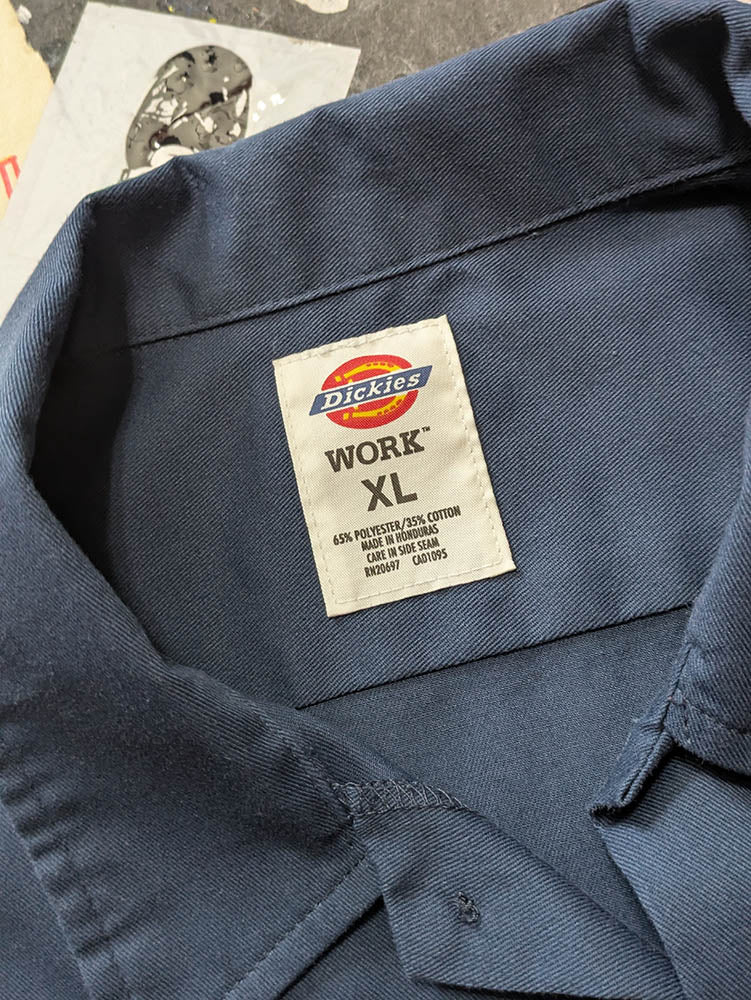 Dickies
WORK™
XL
65% POLYESTER/35% COTTON
MADE IN HONDURAS
CARE IN SIDE SEAM
RN20697 CA01095